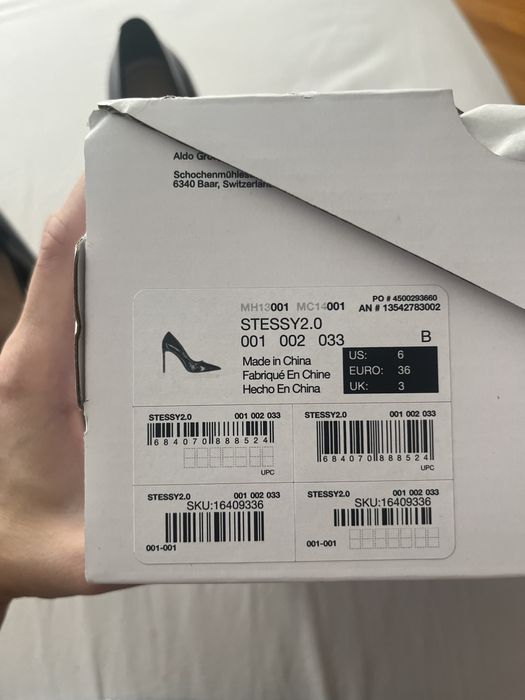 Aldo
Schochenmühles
6340 Baar, Switzerland
MH13001 MC14001
PO # 4500293660
AN # 13542783002
STESSY2.0
001 002 033
B
Made in China
Fabriqué En Chine
Hecho En China
US: 6
EURO: 36
UK: 3
STESSY2.0 001 002 033
684070888524
UPC
STESSY2.0 001 002 033
684070888524
UPC
STESSY2.0 001 002 033
SKU:16409336
001-001
STESSY2.0 001 002 033
SKU:16409336
001-001